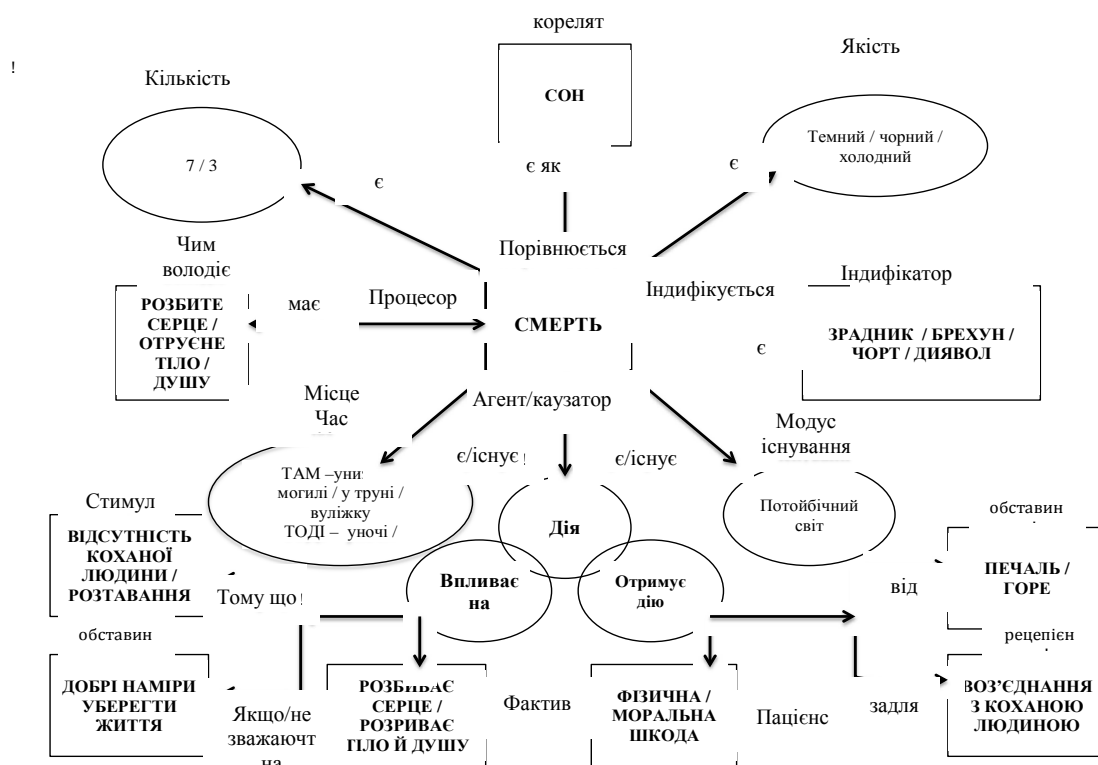 !
корелят
СОН
Якість
Темний / чорний /
холодний
Кількість
7 / 3
є
є як
є
Чим
володіє
РОЗБИТЕ
СЕРЦЕ /
ОТРУЄНЕ
ТІЛО /
ДУШУ
має
Процесор
Порівнюється
СМЕРТЬ
Індифікується
Індифікатор
є
ЗРАДНИК / БРЕХУН /
ЧОРТ / ДИЯВОЛ
Місце
Час
Агент/каузатор
Модус
існування
є/існує !
є/існує
ТАМ –уни
могилі / у труні /
вуліжку
ТОДІ – уночі /
Дія
Потойбічний
світ
Стимул
ВІДСУТНІСТЬ
КОХАНОЇ
ЛЮДИНИ /
РОЗТАВАННЯ
Тому що !
Впливає
на
Отримує
дію
від
обставин
ПЕЧАЛЬ /
ГОРЕ
обставин
ДОБРІ НАМІРИ
УБЕРЕГТИ
ЖИТТЯ
Якщо/не
зважаючт
на
РОЗБИВАЄ
СЕРЦЕ /
РОЗРИВАЄ
ТІЛО Й ДУШУ
Фактив
ФІЗИЧНА /
МОРАЛЬНА
ШКОДА
Пацієнс
задля
рецепієн
ВОЗ’ЄДНАННЯ
З КОХАНОЮ
ЛЮДИНОЮ